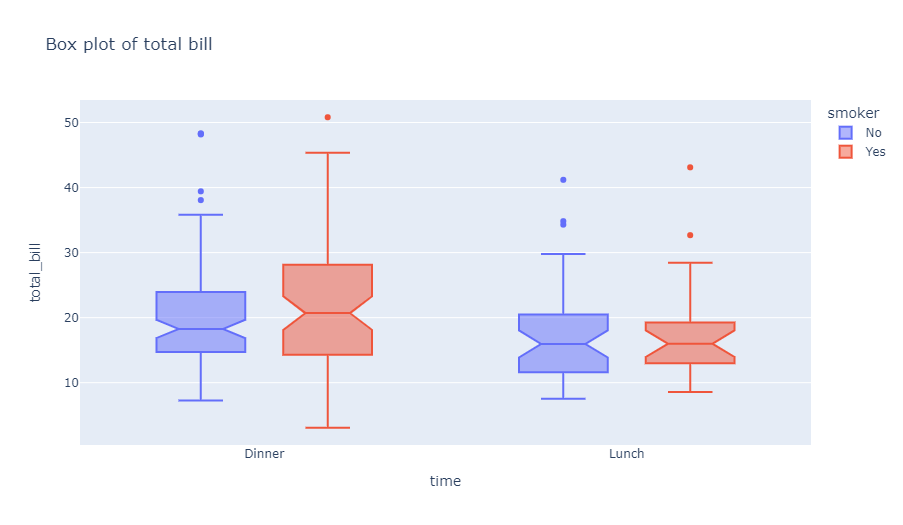 Box plot of total bill
smoker
No
Yes
50
40
30
20
10
total_bill
Dinner
Lunch
time